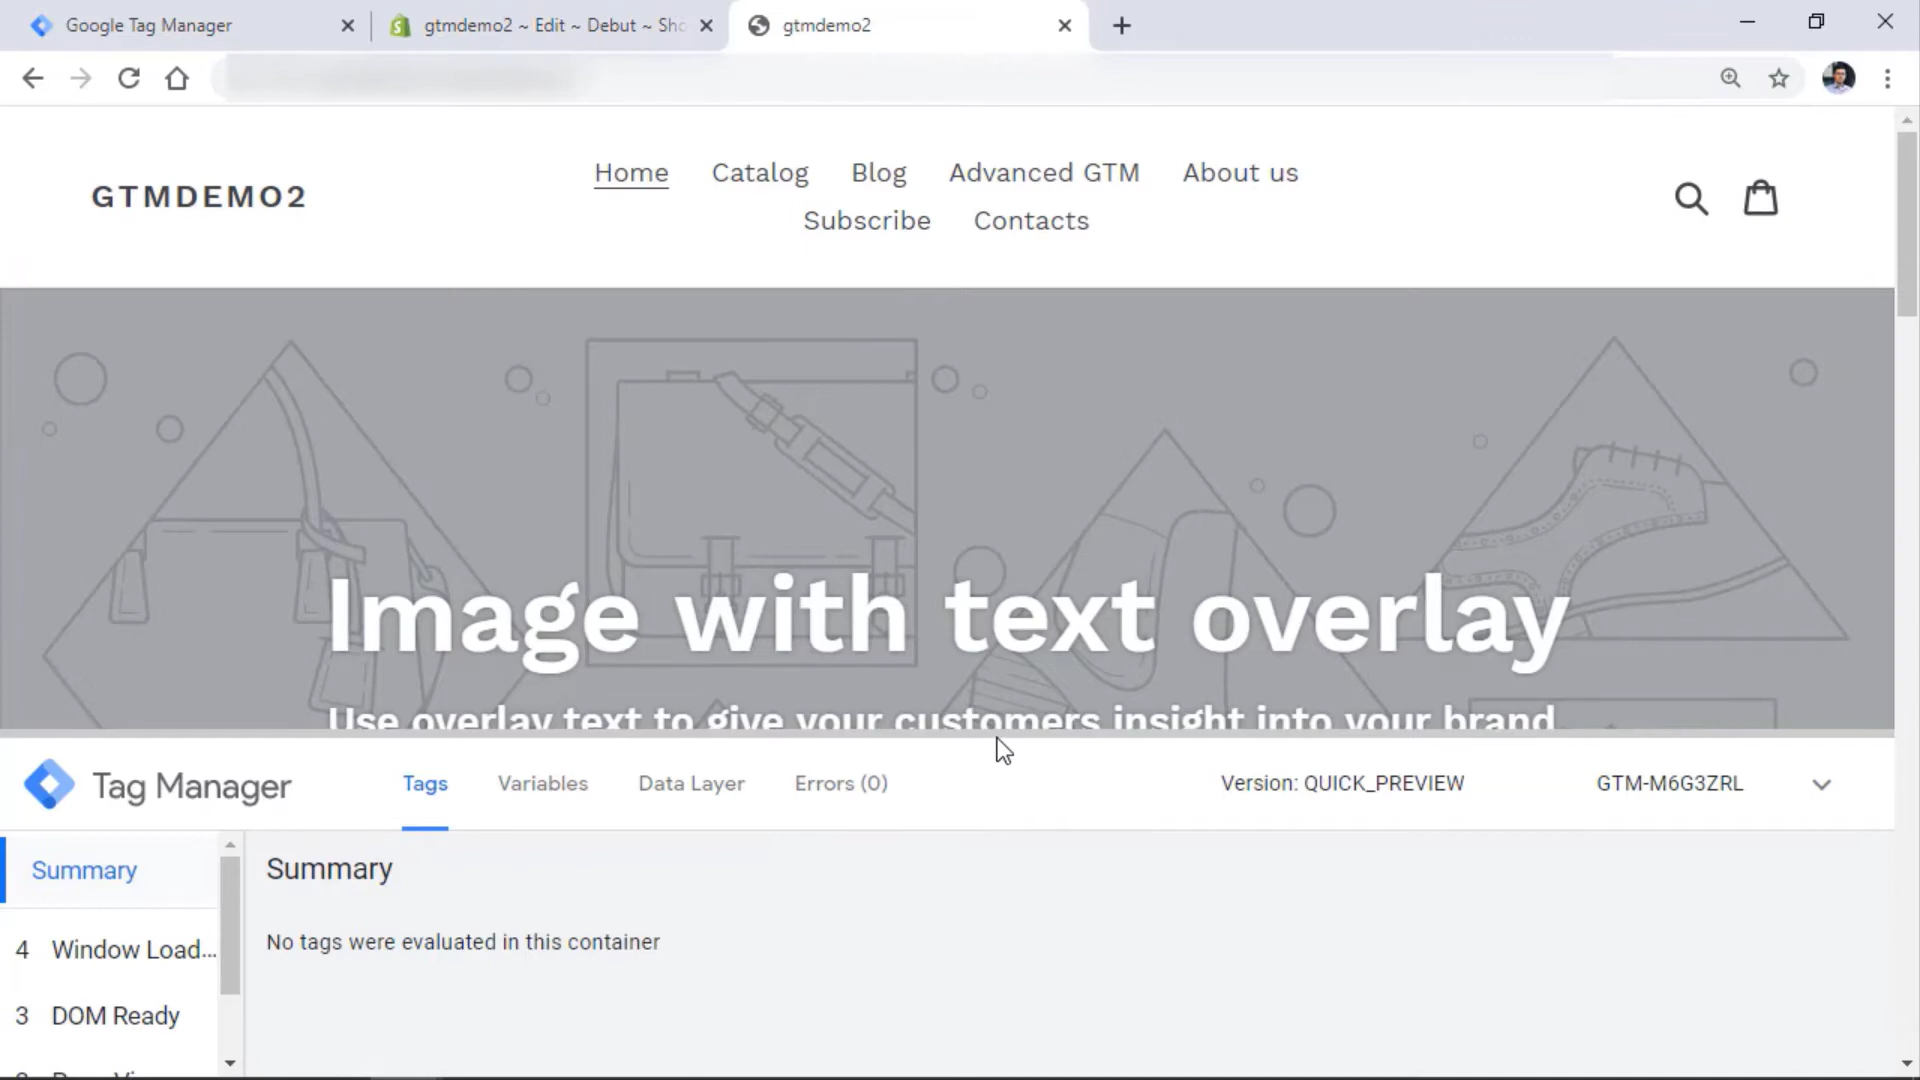 Google Tag Manager
gtmdemo2 ~ Edit ~ Debut ~ Sho
gtmdemo2
GTMDEMO2
Home Catalog Blog Advanced GTM About us
Subscribe Contacts
Image with text overlay
Use overlay text to give your customers insight into your brand
Tag Manager
Tags Variables Data Layer Errors (0)
Version: QUICK_PREVIEW GTM-M6G3ZRL
Summary
4 Window Load...
3 DOM Ready
Summary
No tags were evaluated in this container